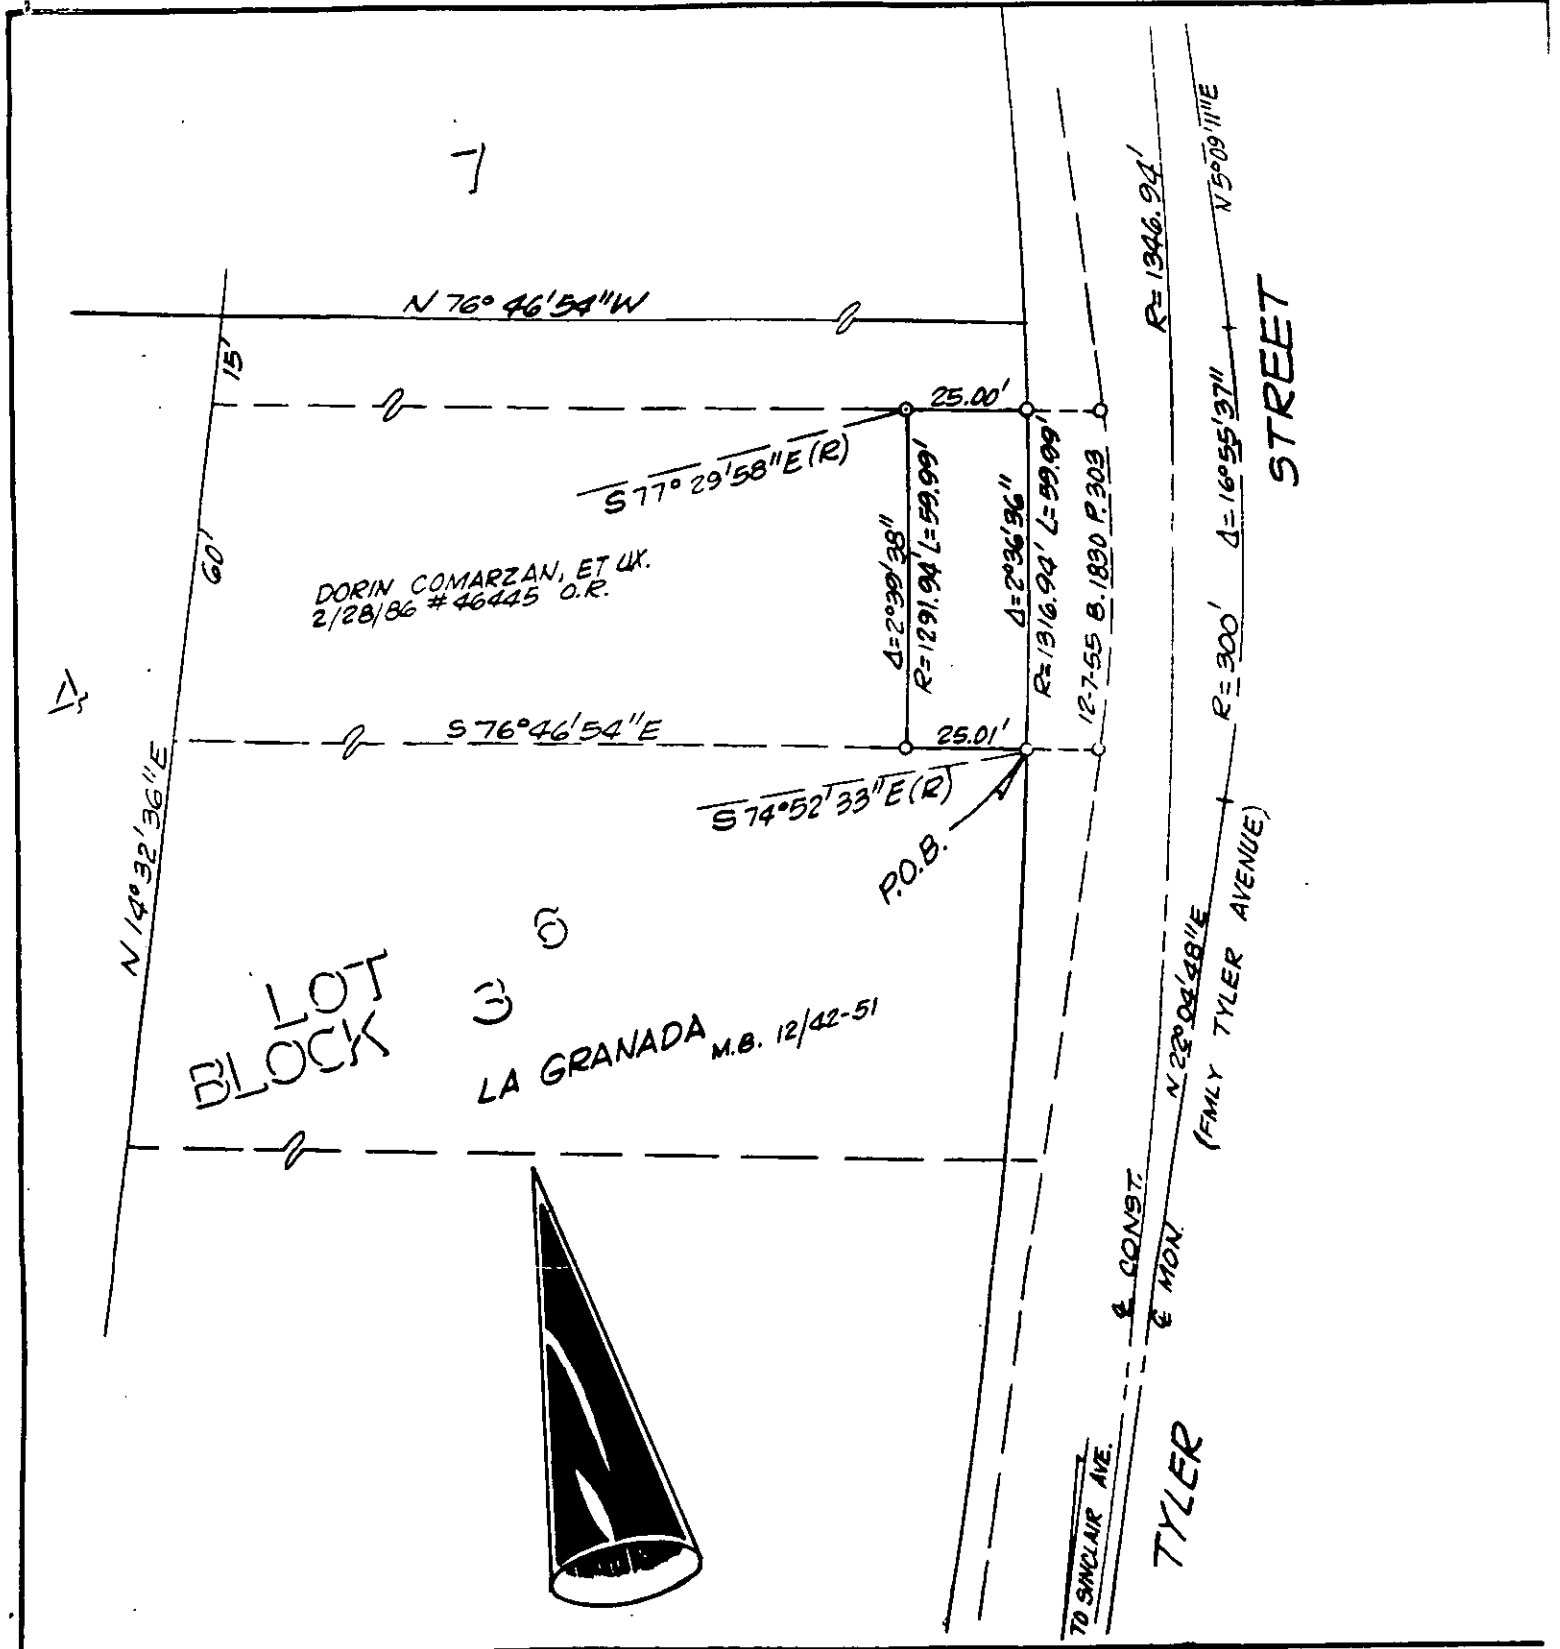 7
N 76° 46' 54" W
15'
25.00'
S 77° 29' 58" E (R)
60'
DORIN COMARZAN, ET UX.
2/28/86 # 46445 O.R.
Δ=2°39'38"
R=1291.94' L=59.99'
Δ=2°36'36"
R=1316.94' L=59.99'
12-7-55 B.1830 P.303
R=1346.94'
N 5°09'11" E
Δ=16°55'37"
R=300'
STREET
S 76° 46' 54" E
25.01'
S 74° 52' 33" E (R)
P.O.B.
N 14° 32' 36" E
LOT 6
BLOCK 3
LA GRANADA M.B. 12/42-51
N 22° 04' 48" E
(FMLY TYLER AVENUE)
℄ CONST.
℄ MON.
TO SINCLAIR AVE.
TYLER